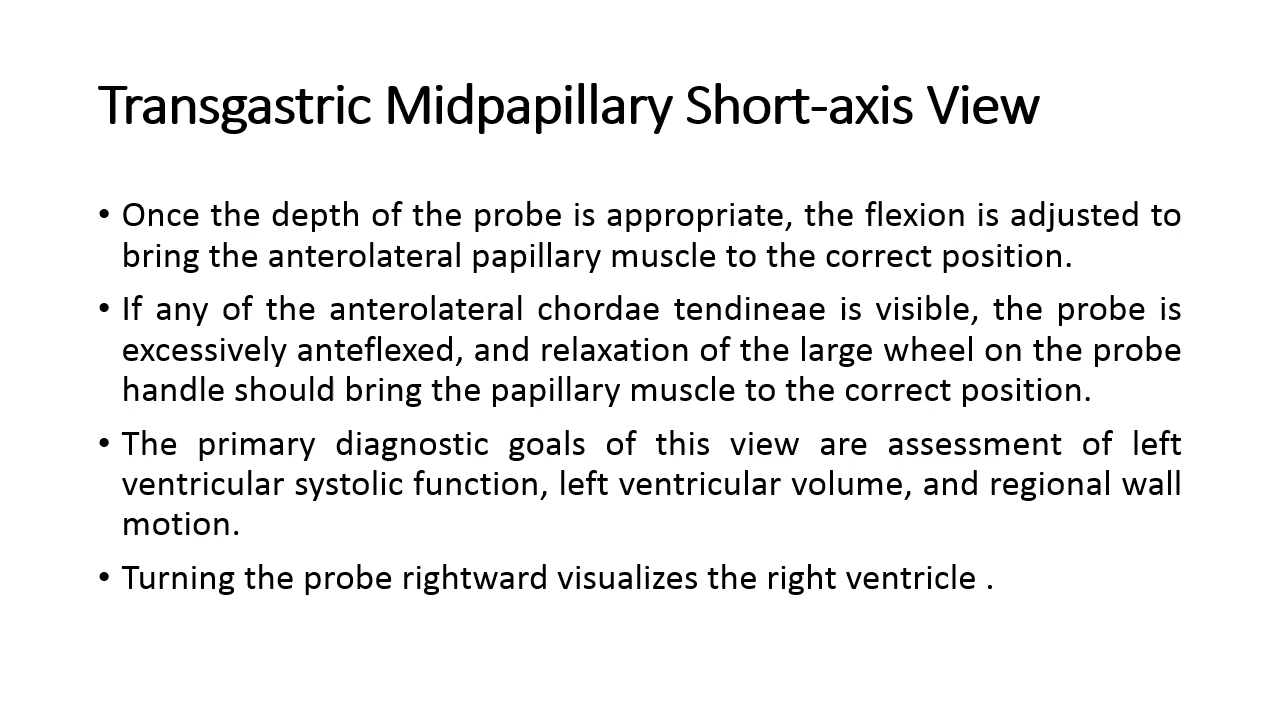 Transgastric Midpapillary Short-axis View
• Once the depth of the probe is appropriate, the flexion is adjusted to
bring the anterolateral papillary muscle to the correct position.
• If any of the anterolateral chordae tendineae is visible, the probe is
excessively anteflexed, and relaxation of the large wheel on the probe
handle should bring the papillary muscle to the correct position.
• The primary diagnostic goals of this view are assessment of left
ventricular systolic function, left ventricular volume, and regional wall
motion.
• Turning the probe rightward visualizes the right ventricle .